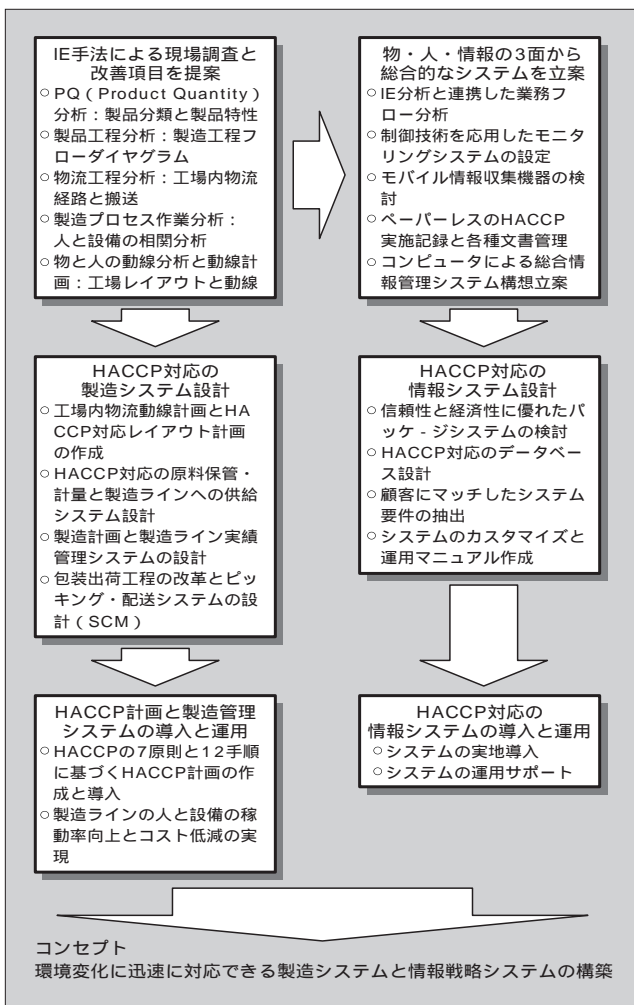 IE手法による現場調査と
改善項目を提案
○PQ（Product Quantity）
分析：製品分類と製品特性
○製品工程分析：製造工程フ
ローダイヤグラム
○物流工程分析：工場内物流
経路と搬送
○製造プロセス作業分析：
人と設備の相関分析
○物と人の動線分析と動線計
画：工場レイアウトと動線
物・人・情報の3面から
総合的なシステムを立案
○IE分析と連携した業務フ
ロー分析
○制御技術を応用したモニタ
リングシステムの設定
○モバイル情報収集機器の検
討
○ペーパーレスのHACCP
実施記録と各種文書管理
○コンピュータによる総合情
報管理システム構想立案
HACCP対応の
製造システム設計
○工場内物流動線計画とHA
CCP対応レイアウト計画
の作成
○HACCP対応の原料保管・
計量と製造ラインへの供給
システム設計
○製造計画と製造ライン実績
管理システムの設計
○包装出荷工程の改革とピッ
キング・配送システムの設
計（SCM）
HACCP対応の
情報システム設計
○信頼性と経済性に優れたパ
ッケ-ジシステムの検討
○HACCP対応のデータベー
ス設計
○顧客にマッチしたシステム
要件の抽出
○システムのカスタマイズと
運用マニュアル作成
HACCP計画と製造管理
システムの導入と運用
○HACCPの7原則と12手順
に基づくHACCP計画の作
成と導入
○製造ラインの人と設備の稼
動率向上とコスト低減の実
現
HACCP対応の
情報システムの導入と運用
○システムの実地導入
○システムの運用サポート
コンセプト
環境変化に迅速に対応できる製造システムと情報戦略システムの構築